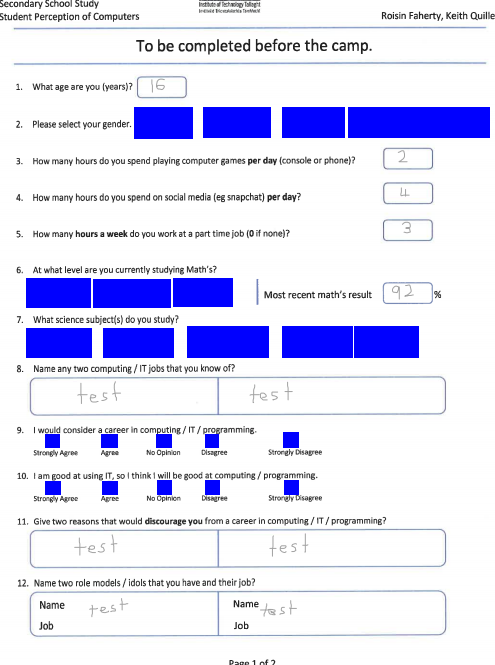 Secondary School Study
Institute of Technology Tallaght
Student Perception of Computers
Roisin Faherty, Keith Quille
To be completed before the camp.
1. What age are you (years)? 16
2. Please select your gender.
3. How many hours do you spend playing computer games per day (console or phone)? 2
4. How many hours do you spend on social media (eg snapchat) per day? 4
5. How many hours a week do you work at a part time job (0 if none)? 3
6. At what level are you currently studying Math's?
Most recent math's result 92 %
7. What science subject(s) do you study?
8. Name any two computing / IT jobs that you know of?
test test
9. I would consider a career in computing / IT / programming.
Strongly Agree Agree No Opinion Disagree Strongly Disagree
10. I am good at using IT, so I think I will be good at computing / programming.
Strongly Agree Agree No Opinion Disagree Strongly Disagree
11. Give two reasons that would discourage you from a career in computing / IT / programming?
test test
12. Name two role models / idols that you have and their job?
Name test Name test
Job Job
Page 1 of 2